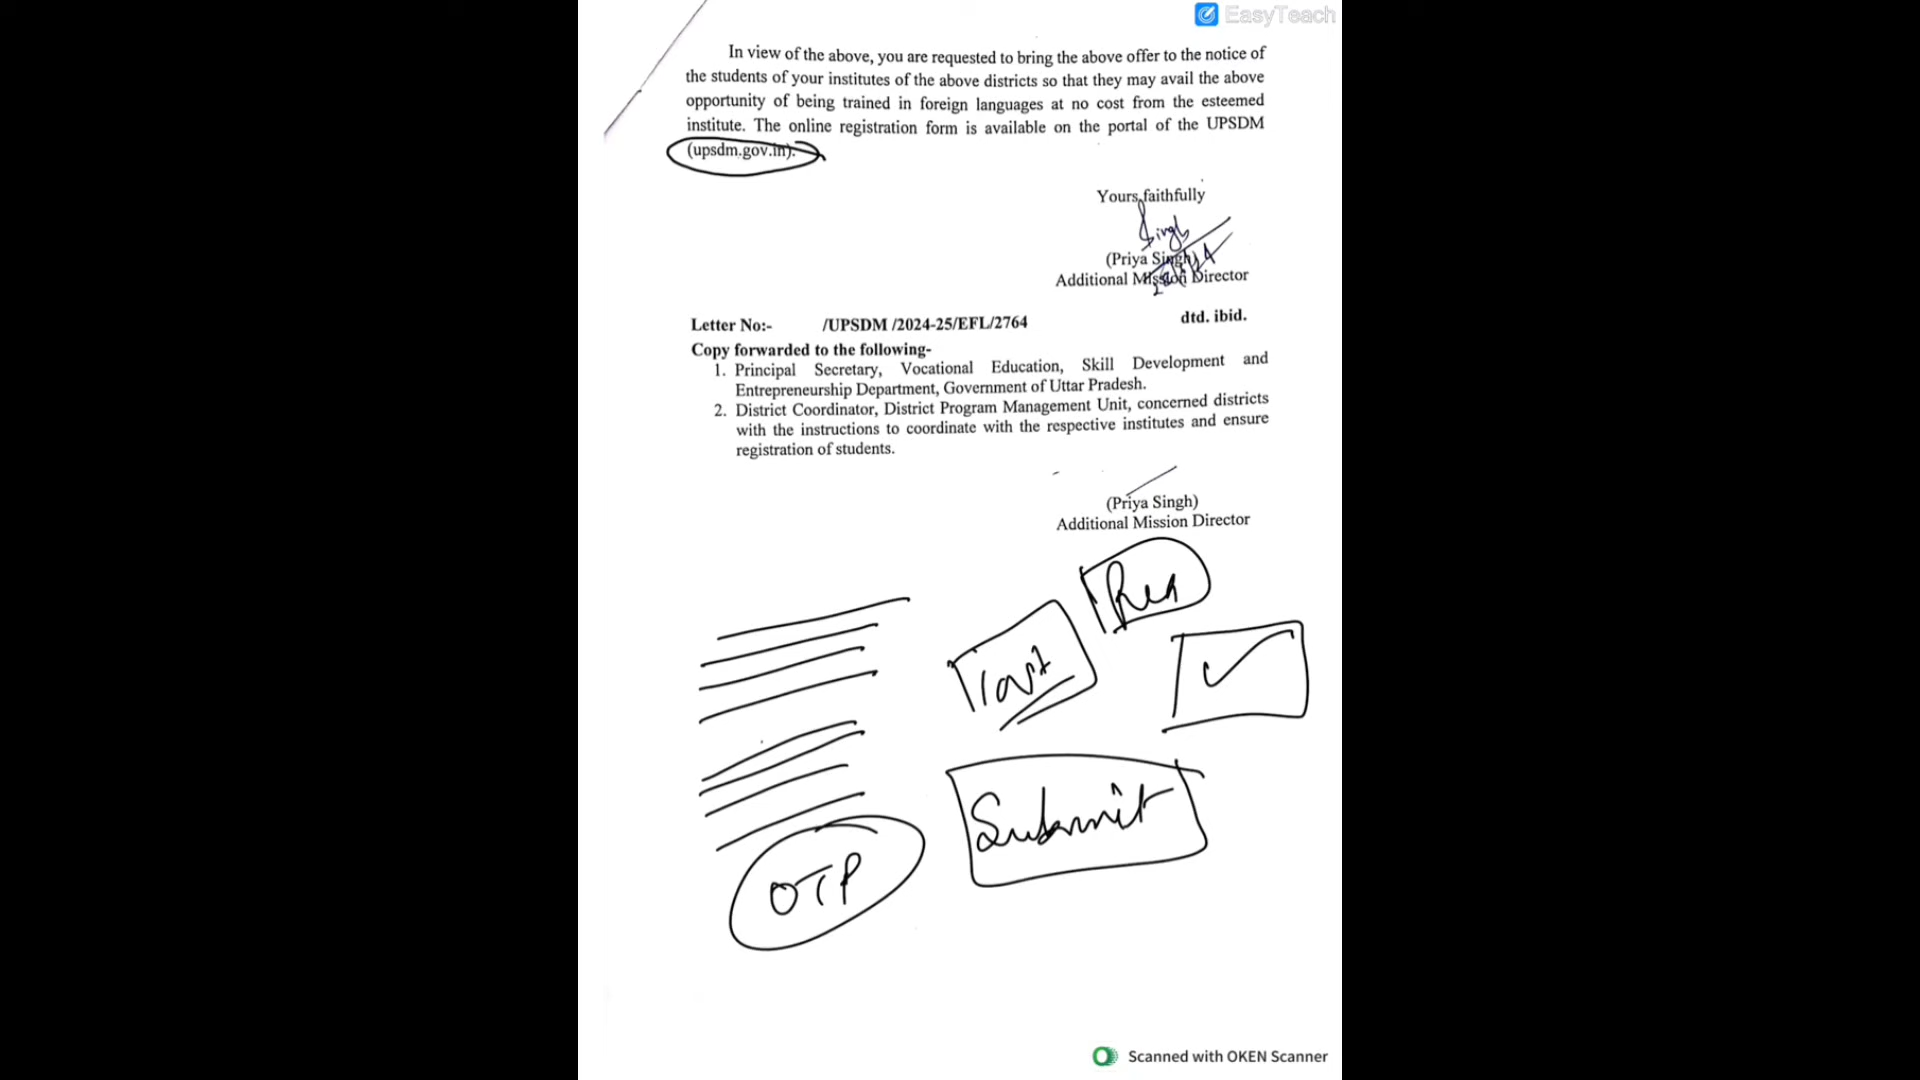 EasyTeach
In view of the above, you are requested to bring the above offer to the notice of
the students of your institutes of the above districts so that they may avail the above
opportunity of being trained in foreign languages at no cost from the esteemed
institute. The online registration form is available on the portal of the UPSDM
(upsdm.gov.in).
Yours faithfully
Singh
(Priya Singh)
Additional Mission Director
Letter No:- /UPSDM /2024-25/EFL/2764 dtd. ibid.
Copy forwarded to the following-
1. Principal Secretary, Vocational Education, Skill Development and
Entrepreneurship Department, Government of Uttar Pradesh.
2. District Coordinator, District Program Management Unit, concerned districts
with the instructions to coordinate with the respective institutes and ensure
registration of students.
(Priya Singh)
Additional Mission Director
Submit
OTP
Scanned with OKEN Scanner